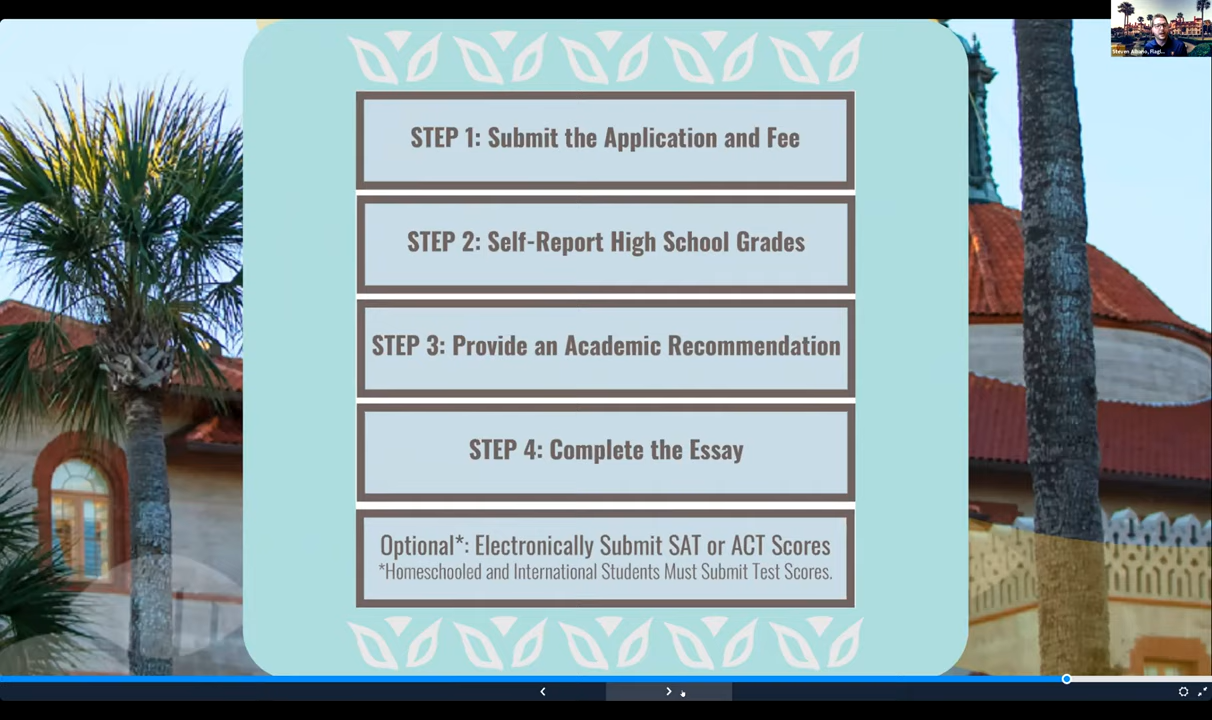 Steven
STEP 1: Submit the Application and Fee
STEP 2: Self-Report High School Grades
STEP 3: Provide an Academic Recommendation
STEP 4: Complete the Essay
Optional*: Electronically Submit SAT or ACT Scores
*Homeschooled and International Students Must Submit Test Scores.